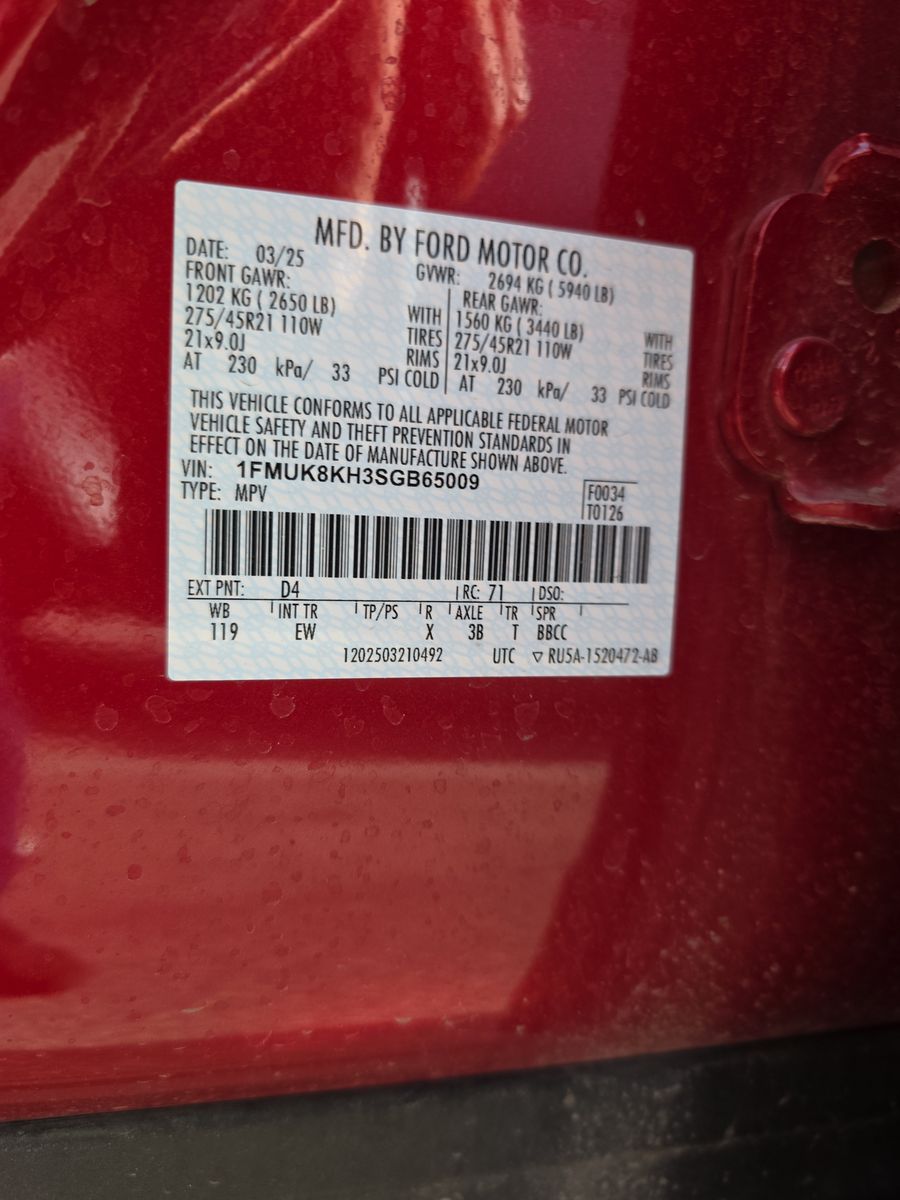 MFD. BY FORD MOTOR CO.
DATE: 03/25 GVWR: 2694 KG ( 5940 LB)
FRONT GAWR: REAR GAWR:
1202 KG ( 2650 LB) WITH 1560 KG ( 3440 LB) WITH
275/45R21 110W TIRES 275/45R21 110W TIRES
21x9.0J RIMS 21x9.0J RIMS
AT 230 kPa/ 33 PSI COLD AT 230 kPa/ 33 PSI COLD
THIS VEHICLE CONFORMS TO ALL APPLICABLE FEDERAL MOTOR
VEHICLE SAFETY AND THEFT PREVENTION STANDARDS IN
EFFECT ON THE DATE OF MANUFACTURE SHOWN ABOVE.
VIN: 1FMUK8KH3SGB65009
TYPE: MPV F0034
T0126
EXT PNT: D4 RC: 71 DSO:
WB INT TR TP/PS R AXLE TR SPR
119 EW X 3B T BBCC
1202503210492 UTC ▽ RU5A-1520472-AB